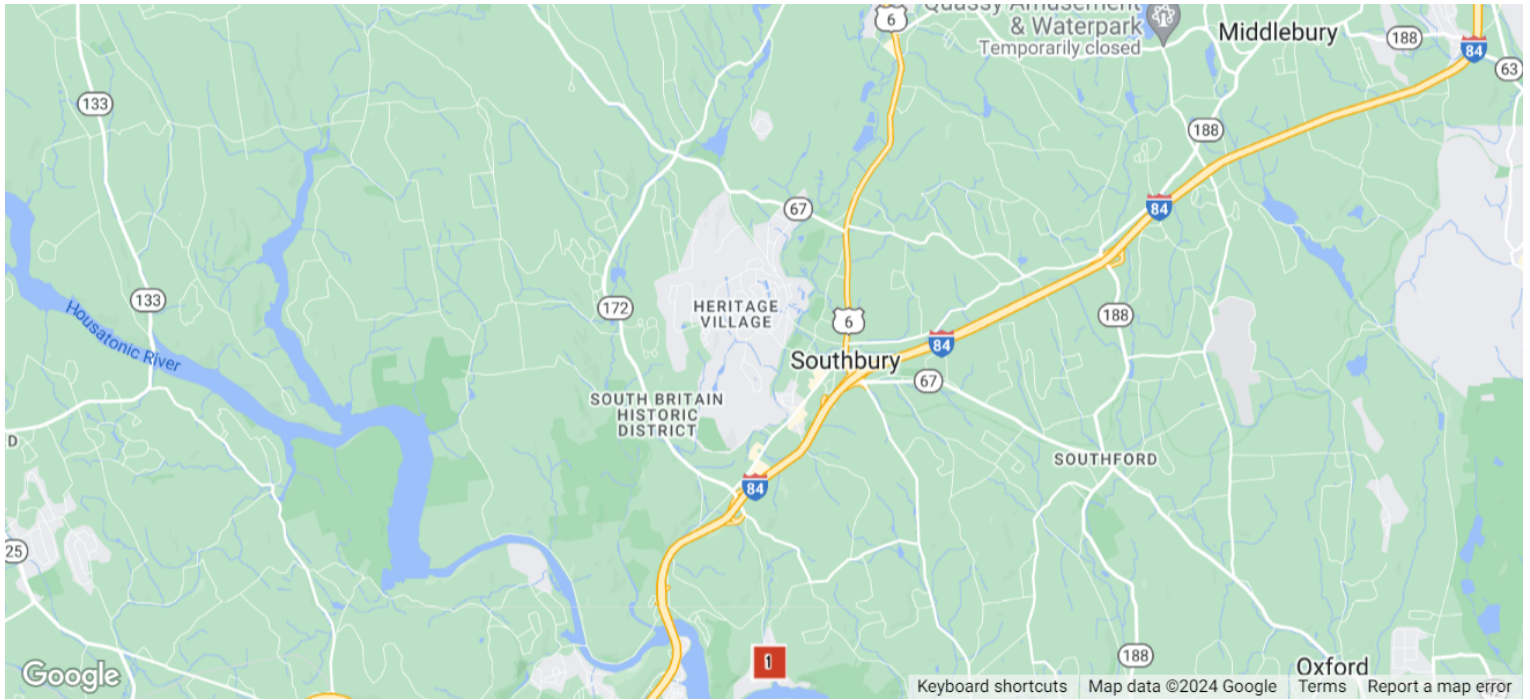 Quassy Amusement
& Waterpark
Temporarily closed
6
Middlebury
188
84
63
133
188
67
84
133
172
HERITAGE
VILLAGE
6
188
84
Housatonic River
Southbury
67
SOUTH BRITAIN
HISTORIC
DISTRICT
ED
SOUTHFORD
84
25
1
188
Oxford
Google
Keyboard shortcuts
Map data ©2024 Google
Terms
Report a map error